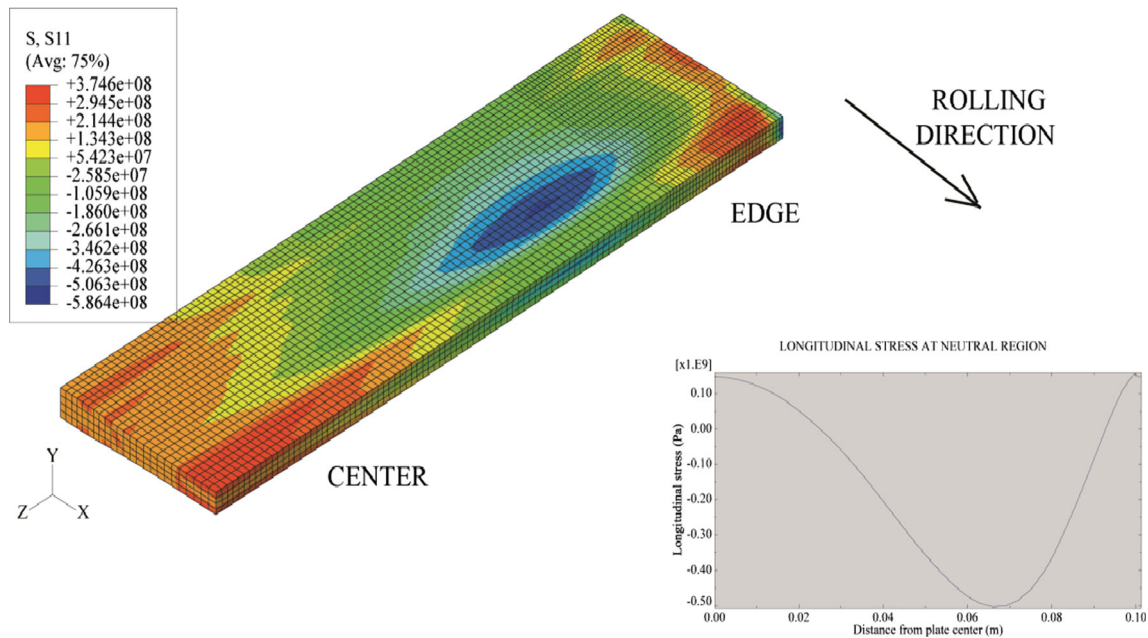 S, S11
(Avg: 75%)
+3.746e+08
+2.945e+08
+2.144e+08
+1.343e+08
+5.423e+07
-2.585e+07
-1.059e+08
-1.860e+08
-2.661e+08
-3.462e+08
-4.263e+08
-5.063e+08
-5.864e+08
ROLLING
DIRECTION
EDGE
CENTER
Y
Z
X
LONGITUDINAL STRESS AT NEUTRAL REGION
[x1.E9]
Longitudinal stress (Pa)
0.10
0.00
-0.10
-0.20
-0.30
-0.40
-0.50
0.00
0.02
0.04
0.06
0.08
0.10
Distance from plate center (m)